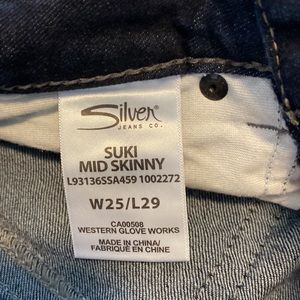 Silver
JEANS CO.
SUKI
MID SKINNY
L93136SSA459 1002272
W25/L29
CA00508
WESTERN GLOVE WORKS
MADE IN CHINA/
FABRIQUÉ EN CHINE